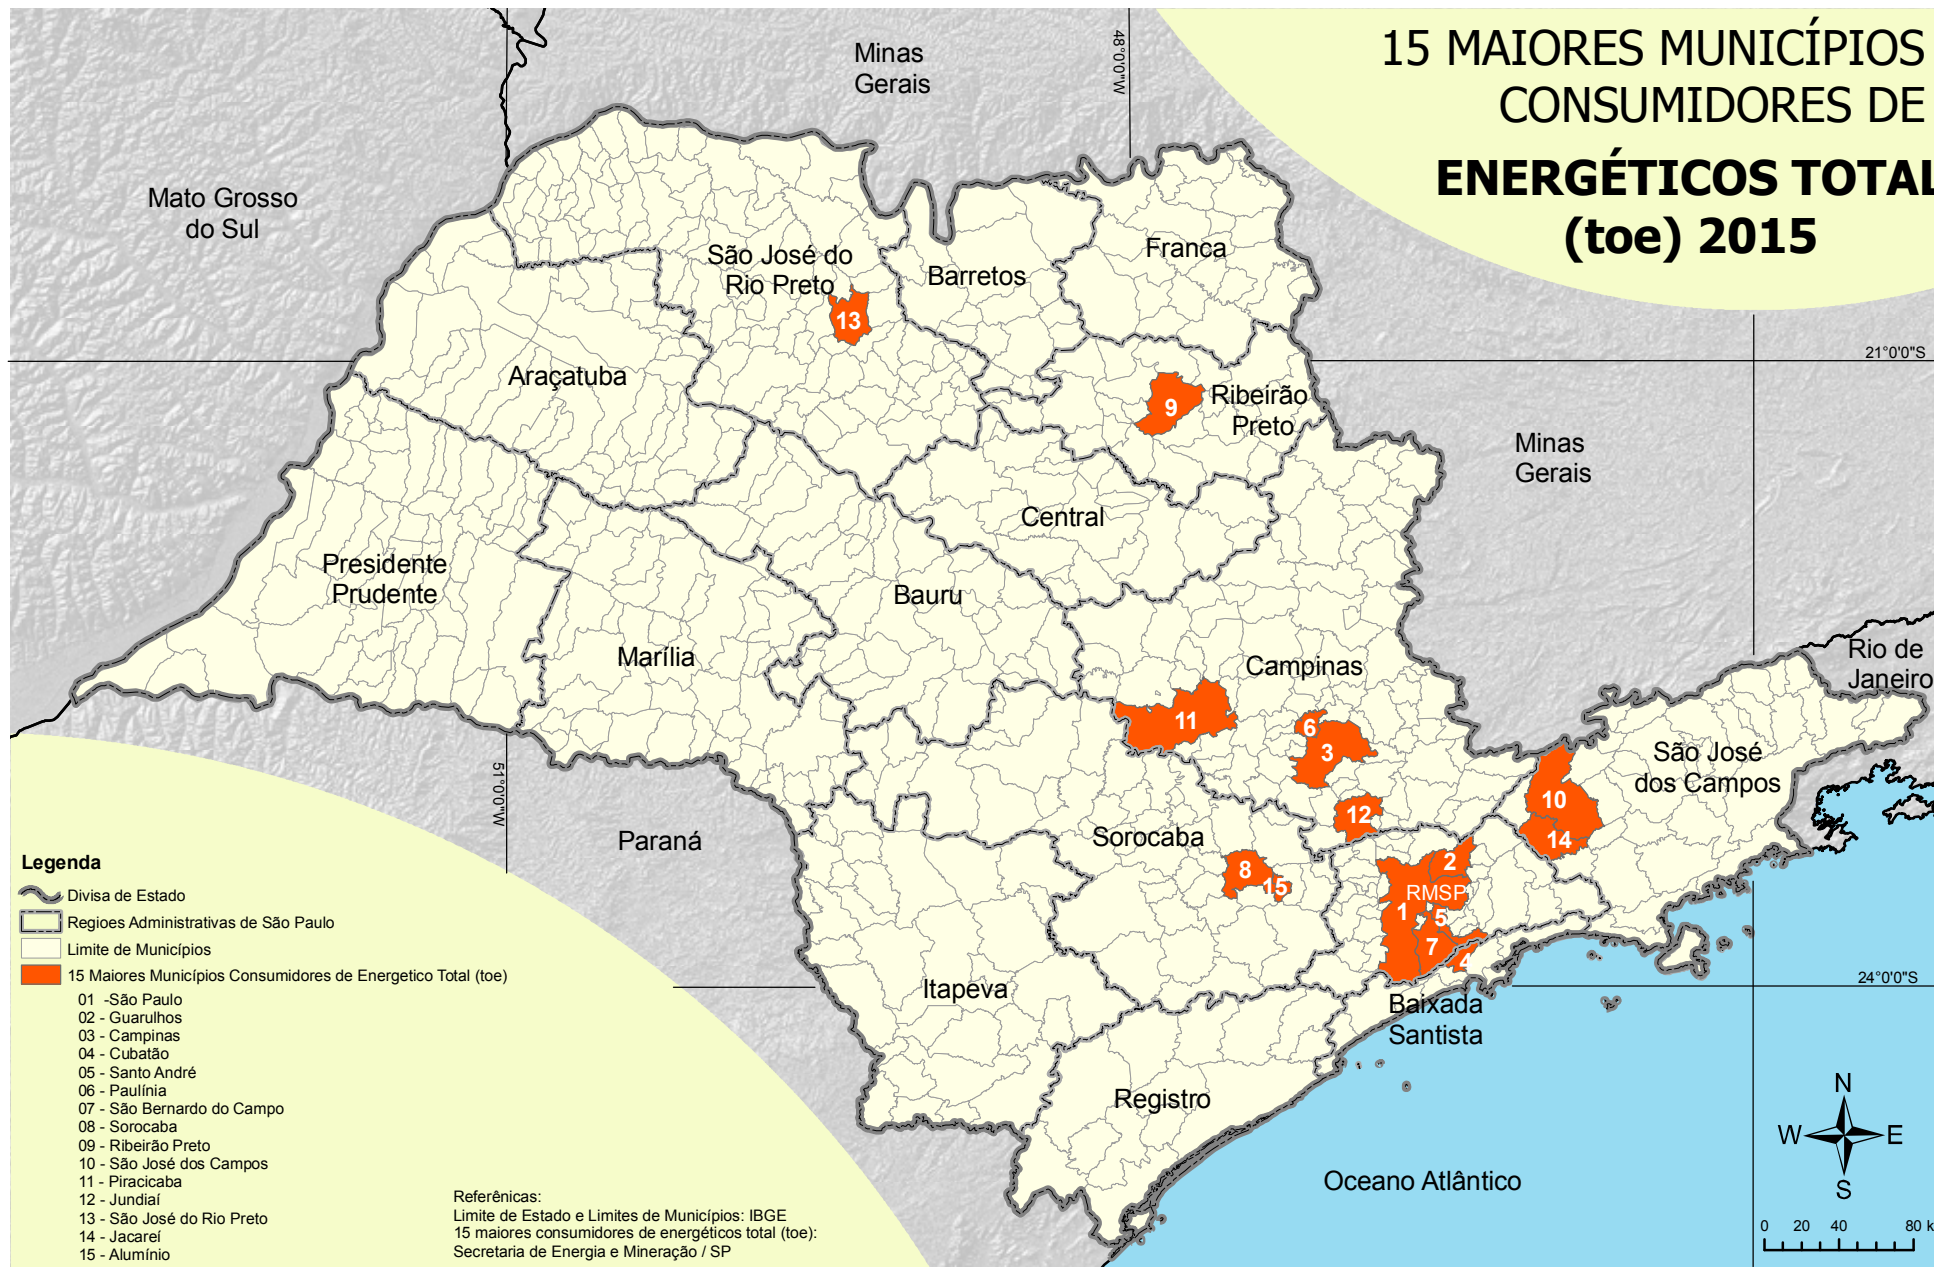 15 MAIORES MUNICÍPIOS
CONSUMIDORES DE
ENERGÉTICOS TOTAL
(toe) 2015
Minas
Gerais
48°0'0"W
Mato Grosso
do Sul
São José do
Rio Preto
Barretos
Franca
13
21°0'0"S
Araçatuba
9
Ribeirão
Preto
Minas
Gerais
Central
Presidente
Prudente
Bauru
Marília
Campinas
Rio de
Janeiro
11
6
3
São José
dos Campos
51°0'0"W
10
12
14
Paraná
Sorocaba
8
15
2
RMSP
1
5
7
4
24°0'0"S
Itapeva
Baixada
Santista
Registro
Oceano Atlântico
Legenda
Divisa de Estado
Regioes Administrativas de São Paulo
Limite de Municípios
15 Maiores Municípios Consumidores de Energetico Total (toe)
01 -São Paulo
02 - Guarulhos
03 - Campinas
04 - Cubatão
05 - Santo André
06 - Paulínia
07 - São Bernardo do Campo
08 - Sorocaba
09 - Ribeirão Preto
10 - São José dos Campos
11 - Piracicaba
12 - Jundiaí
13 - São José do Rio Preto
14 - Jacareí
15 - Alumínio
Referênicas:
Limite de Estado e Limites de Municípios: IBGE
15 maiores consumidores de energéticos total (toe):
Secretaria de Energia e Mineração / SP
N
W E
S
0 20 40 80 k